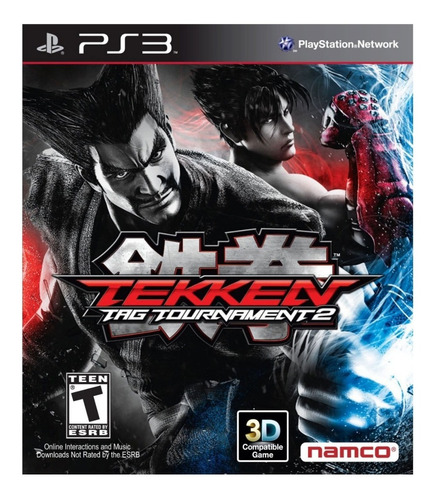 PS3
PlayStation®Network
鉄拳
TM
TEKKEN
TAG TOURNAMENT 2
TEEN
T
CONTENT RATED BY
ESRB
Online Interactions and Music
Downloads Not Rated by the ESRB
3D
Compatible
Game
namco®